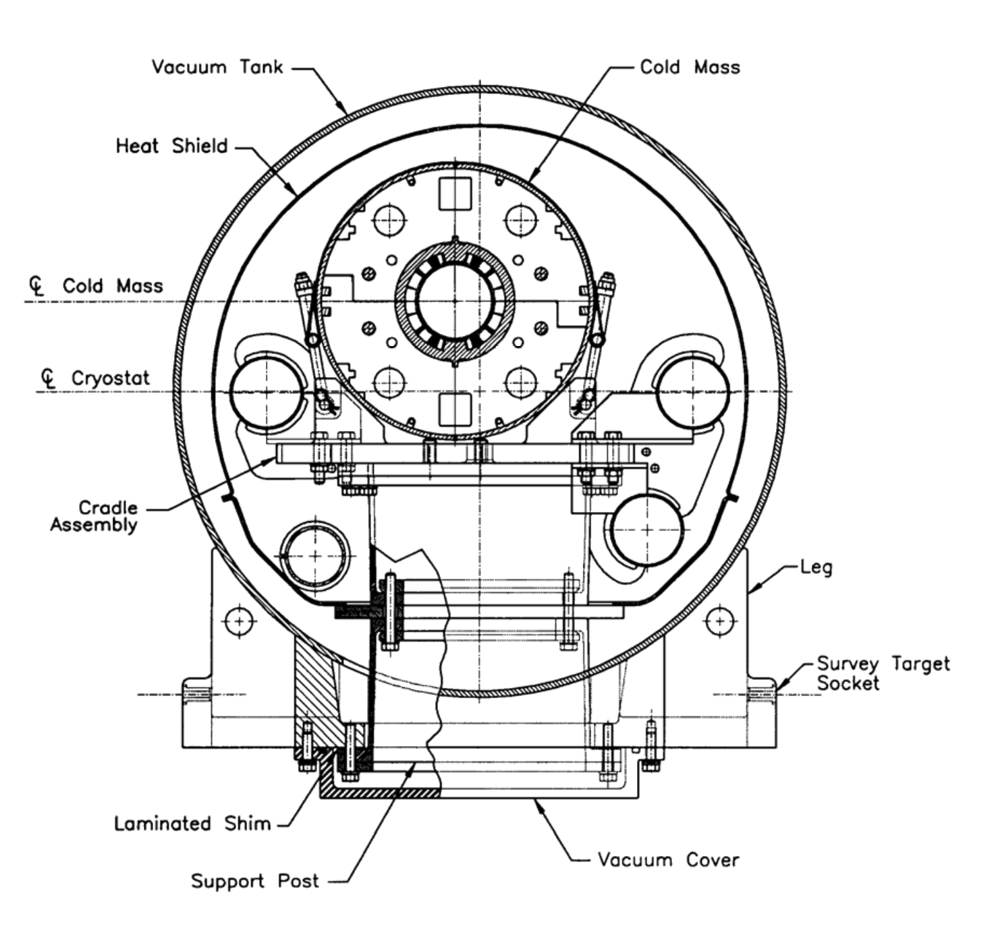 Vacuum Tank
Cold Mass
Heat Shield
℄ Cold Mass
℄ Cryostat
Cradle
Assembly
Leg
Survey Target
Socket
Laminated Shim
Vacuum Cover
Support Post